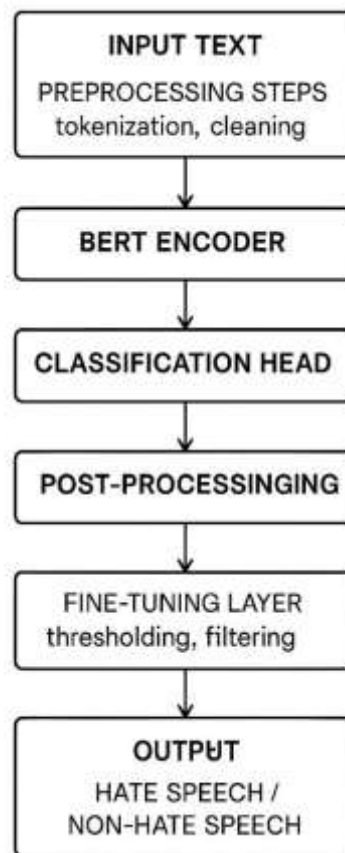 INPUT TEXT
PREPROCESSING STEPS
tokenization, cleaning
BERT ENCODER
CLASSIFICATION HEAD
POST-PROCESSINGING
FINE-TUNING LAYER
thresholding, filtering
OUTPUT
HATE SPEECH /
NON-HATE SPEECH